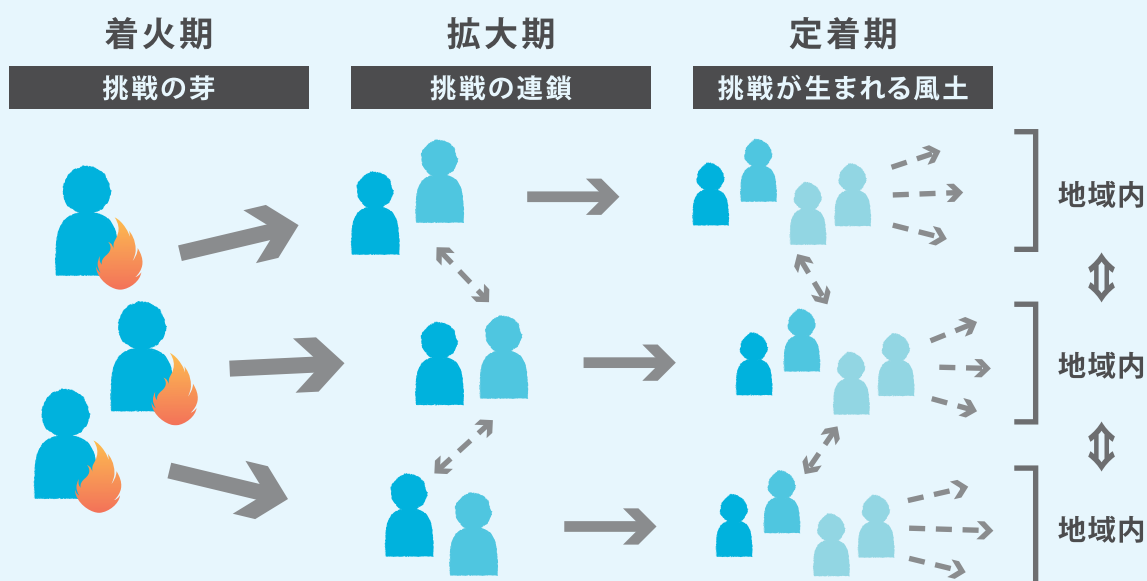 着火期
挑戦の芽
拡大期
挑戦の連鎖
定着期
挑戦が生まれる風土
地域内
地域内
地域内